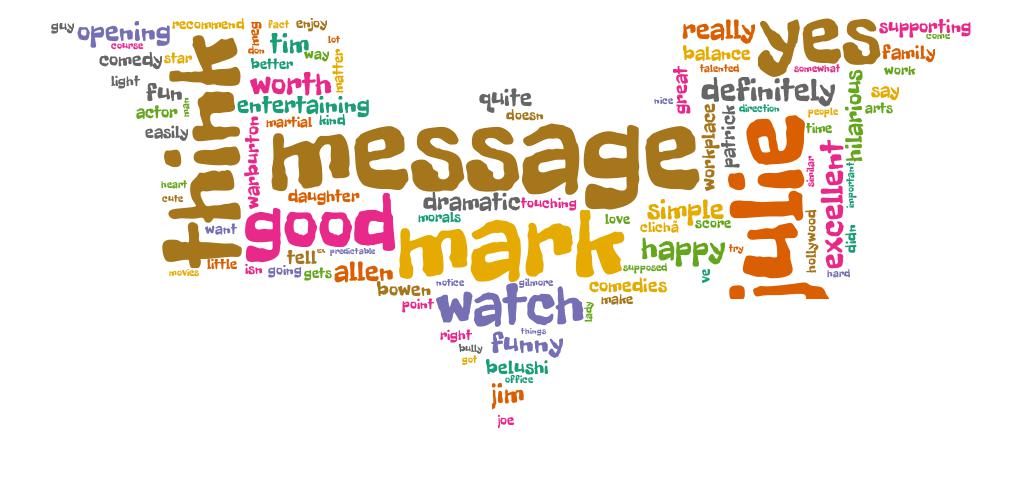 guy
opening
recommend
fact
enjoy
course
comedy
star
tim
lot
way
better
matter
light
fun
actor
man
easily
think
worth
entertaining
martial
kind
warburton
heart
cute
want
little
movies
isn
going
gets
tell
predictable
daughter
good
allen
quite
doesn
message
dramatic
touching
morals
mark
love
bowen
notice
gilmore
point
watch
lady
right
things
bully
funny
got
belushi
office
jim
joe
really
balance
talented
yes
supporting
come
family
somewhat
work
nice
great
definitely
direction
people
say
arts
hilarious
time
workplace
patrick
julie
similar
excellent
important
didn
hollywood
hard
simple
clichã
score
happy
try
supposed
ve
comedies
make